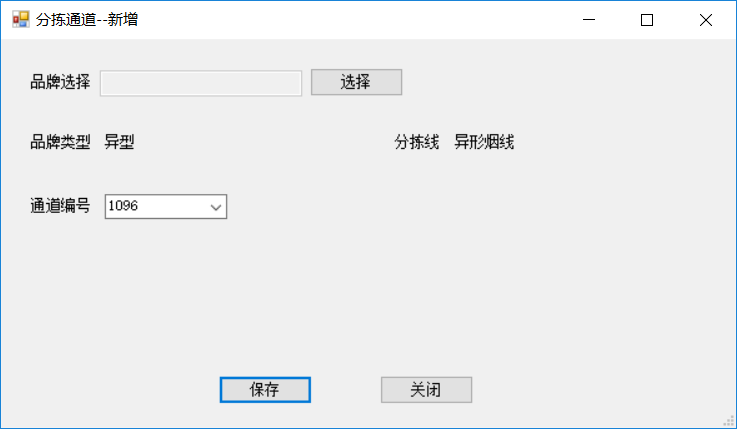 分拣通道--新增
品牌选择 选择
品牌类型 异型 分拣线 异形烟线
通道编号 1096
保存 关闭